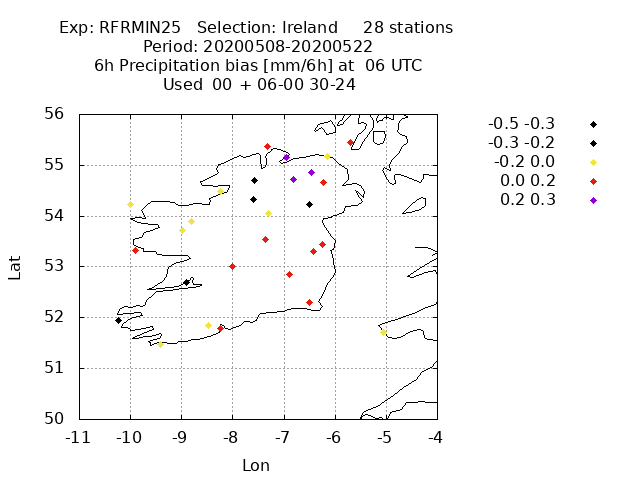 Exp: RFRMIN25 Selection: Ireland 28 stations
Period: 20200508-20200522
6h Precipitation bias [mm/6h] at 06 UTC
Used 00 + 06-00 30-24
-0.5 -0.3
-0.3 -0.2
-0.2 0.0
0.0 0.2
0.2 0.3
56
55
54
53
52
51
50
Lat
-11 -10 -9 -8 -7 -6 -5 -4
Lon